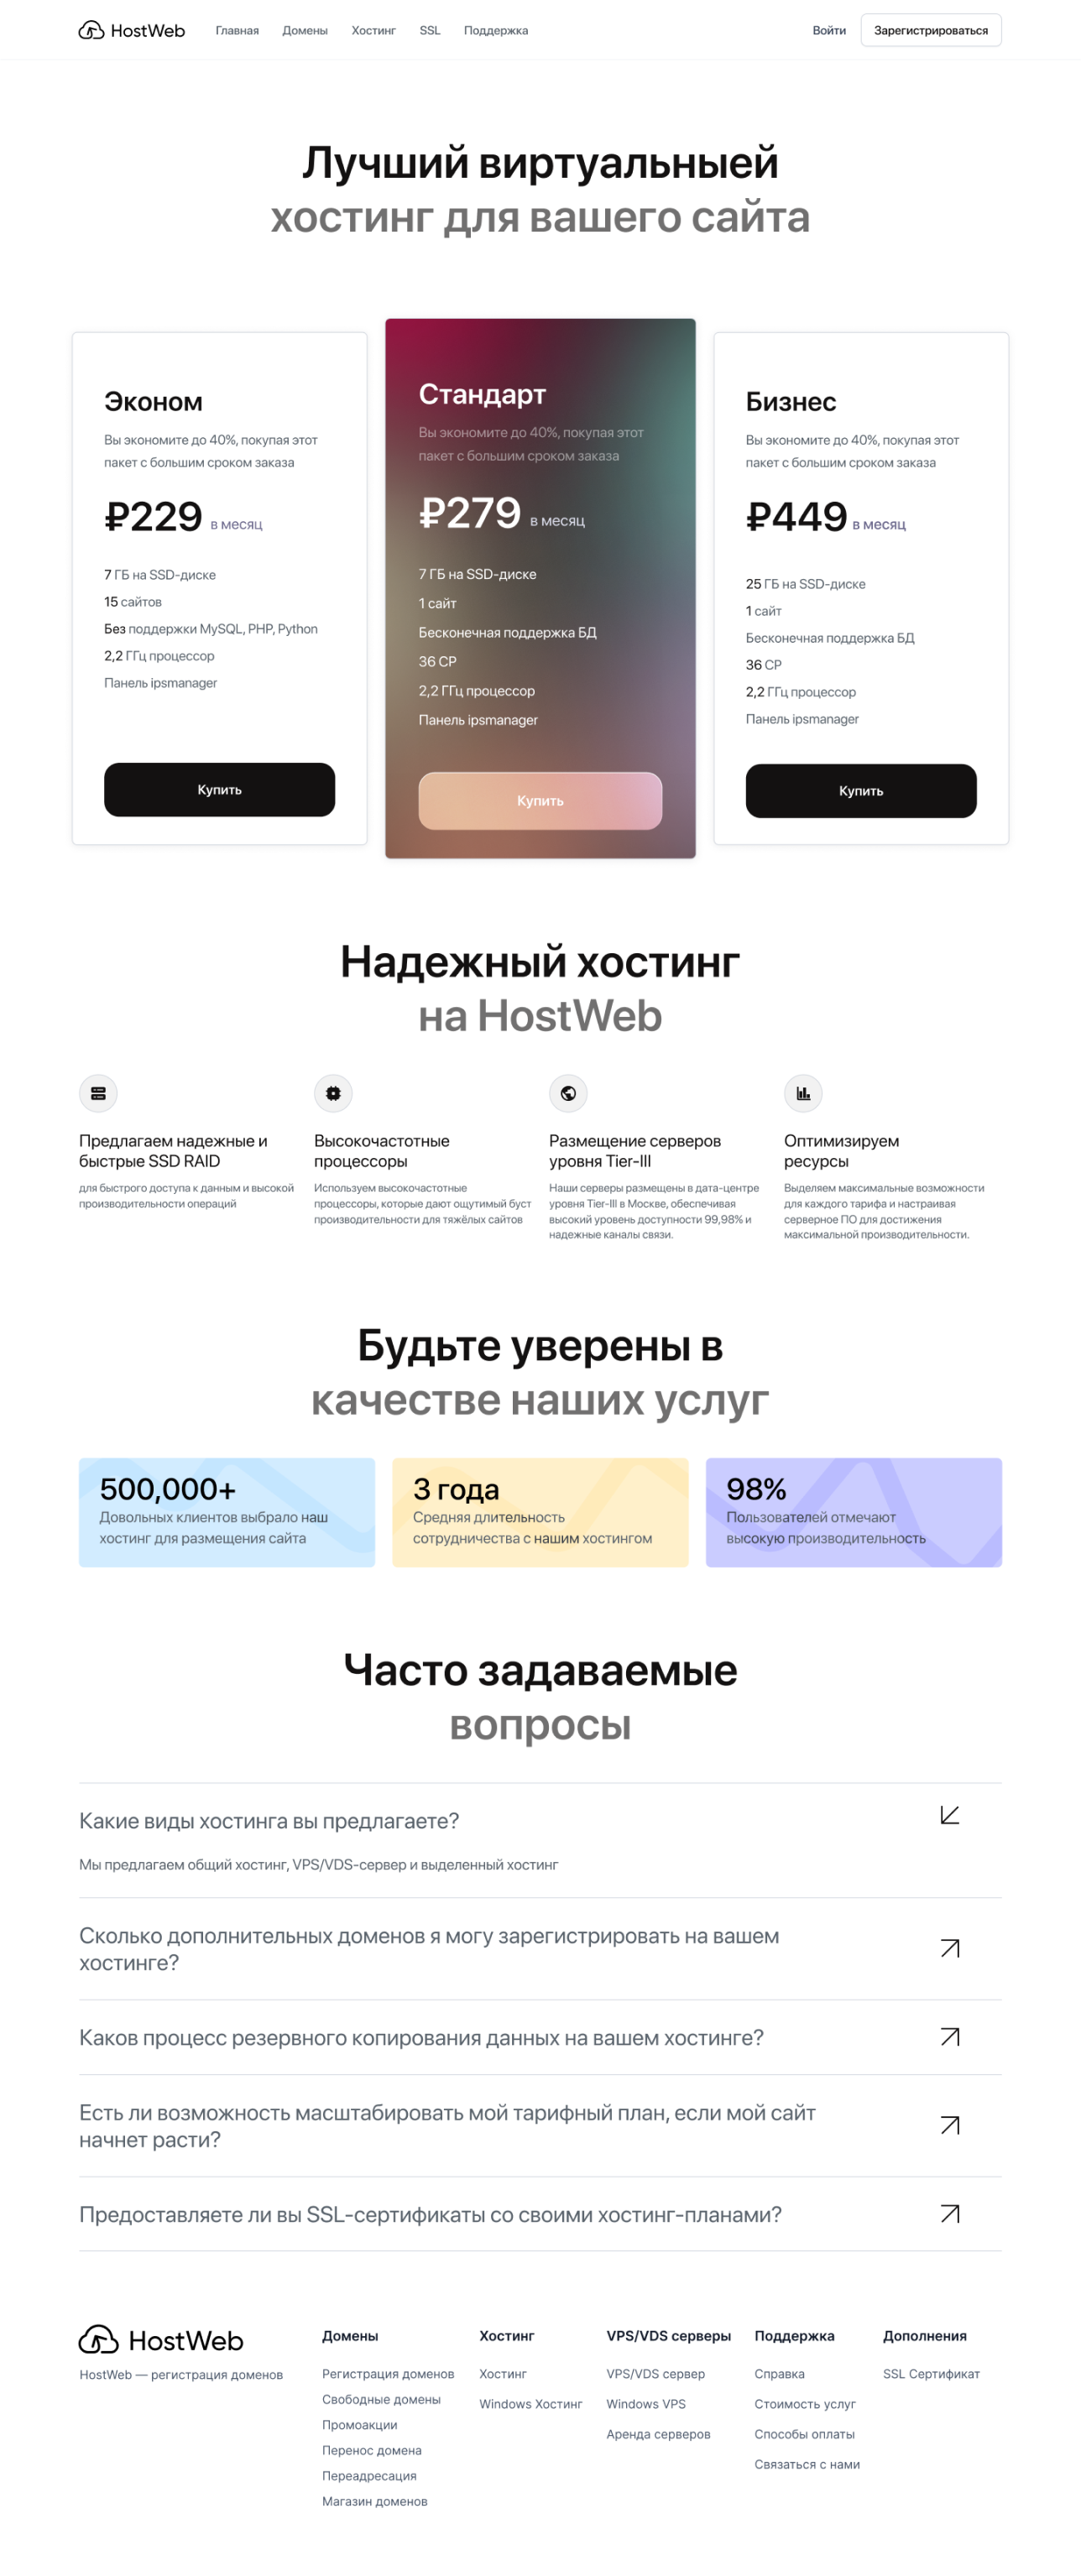 HostWeb Главная Домены Хостинг SSL Поддержка Войти Зарегистрироваться
Лучший виртуальныей
хостинг для вашего сайта
Эконом
Вы экономите до 40%, покупая этот
пакет с большим сроком заказа
₽229 в месяц
7 ГБ на SSD-диске
15 сайтов
Без поддержки MySQL, PHP, Python
2,2 ГГц процессор
Панель ipsmanager
Купить
Стандарт
Вы экономите до 40%, покупая этот
пакет с большим сроком заказа
₽279 в месяц
7 ГБ на SSD-диске
1 сайт
Бесконечная поддержка БД
36 CP
2,2 ГГц процессор
Панель ipsmanager
Купить
Бизнес
Вы экономите до 40%, покупая этот
пакет с большим сроком заказа
₽449 в месяц
25 ГБ на SSD-диске
1 сайт
Бесконечная поддержка БД
36 CP
2,2 ГГц процессор
Панель ipsmanager
Купить
Надежный хостинг
на HostWeb
Предлагаем надежные и
быстрые SSD RAID
для быстрого доступа к данным и высокой
производительности операций
Высокочастотные
процессоры
Используем высокочастотные
процессоры, которые дают ощутимый буст
производительности для тяжёлых сайтов
Размещение серверов
уровня Tier-III
Наши серверы размещены в дата-центре
уровня Tier-III в Москве, обеспечивая
высокий уровень доступности 99,98% и
надежные каналы связи.
Оптимизируем
ресурсы
Выделяем максимальные возможности
для каждого тарифа и настраивая
серверное ПО для достижения
максимальной производительности.
Будьте уверены в
качестве наших услуг
500,000+
Довольных клиентов выбрало наш
хостинг для размещения сайта
3 года
Средняя длительность
сотрудничества с нашим хостингом
98%
Пользователей отмечают
высокую производительность
Часто задаваемые
вопросы
Какие виды хостинга вы предлагаете?
Мы предлагаем общий хостинг, VPS/VDS-сервер и выделенный хостинг
Сколько дополнительных доменов я могу зарегистрировать на вашем
хостинге?
Каков процесс резервного копирования данных на вашем хостинге?
Есть ли возможность масштабировать мой тарифный план, если мой сайт
начнет расти?
Предоставляете ли вы SSL-сертификаты со своими хостинг-планами?
HostWeb
HostWeb — регистрация доменов
Домены
Регистрация доменов
Свободные домены
Промоакции
Перенос домена
Переадресация
Магазин доменов
Хостинг
Хостинг
Windows Хостинг
VPS/VDS серверы
VPS/VDS сервер
Windows VPS
Аренда серверов
Поддержка
Справка
Стоимость услуг
Способы оплаты
Связаться с нами
Дополнения
SSL Сертификат